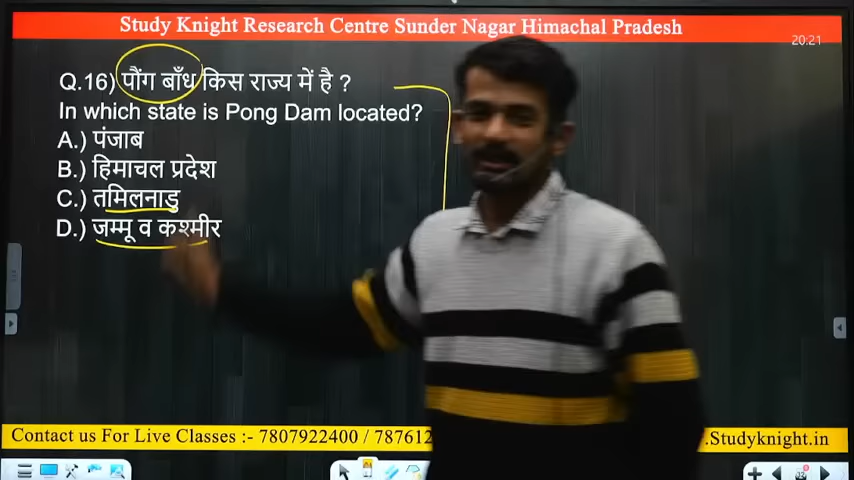 Study Knight Research Centre Sunder Nagar Himachal Pradesh
20:21
Q.16) पौंग बाँध किस राज्य में है ?
In which state is Pong Dam located?
A.) पंजाब
B.) हिमाचल प्रदेश
C.) तमिलनाडु
D.) जम्मू व कश्मीर
Contact us For Live Classes :- 7807922400 / 787612
.Studyknight.in